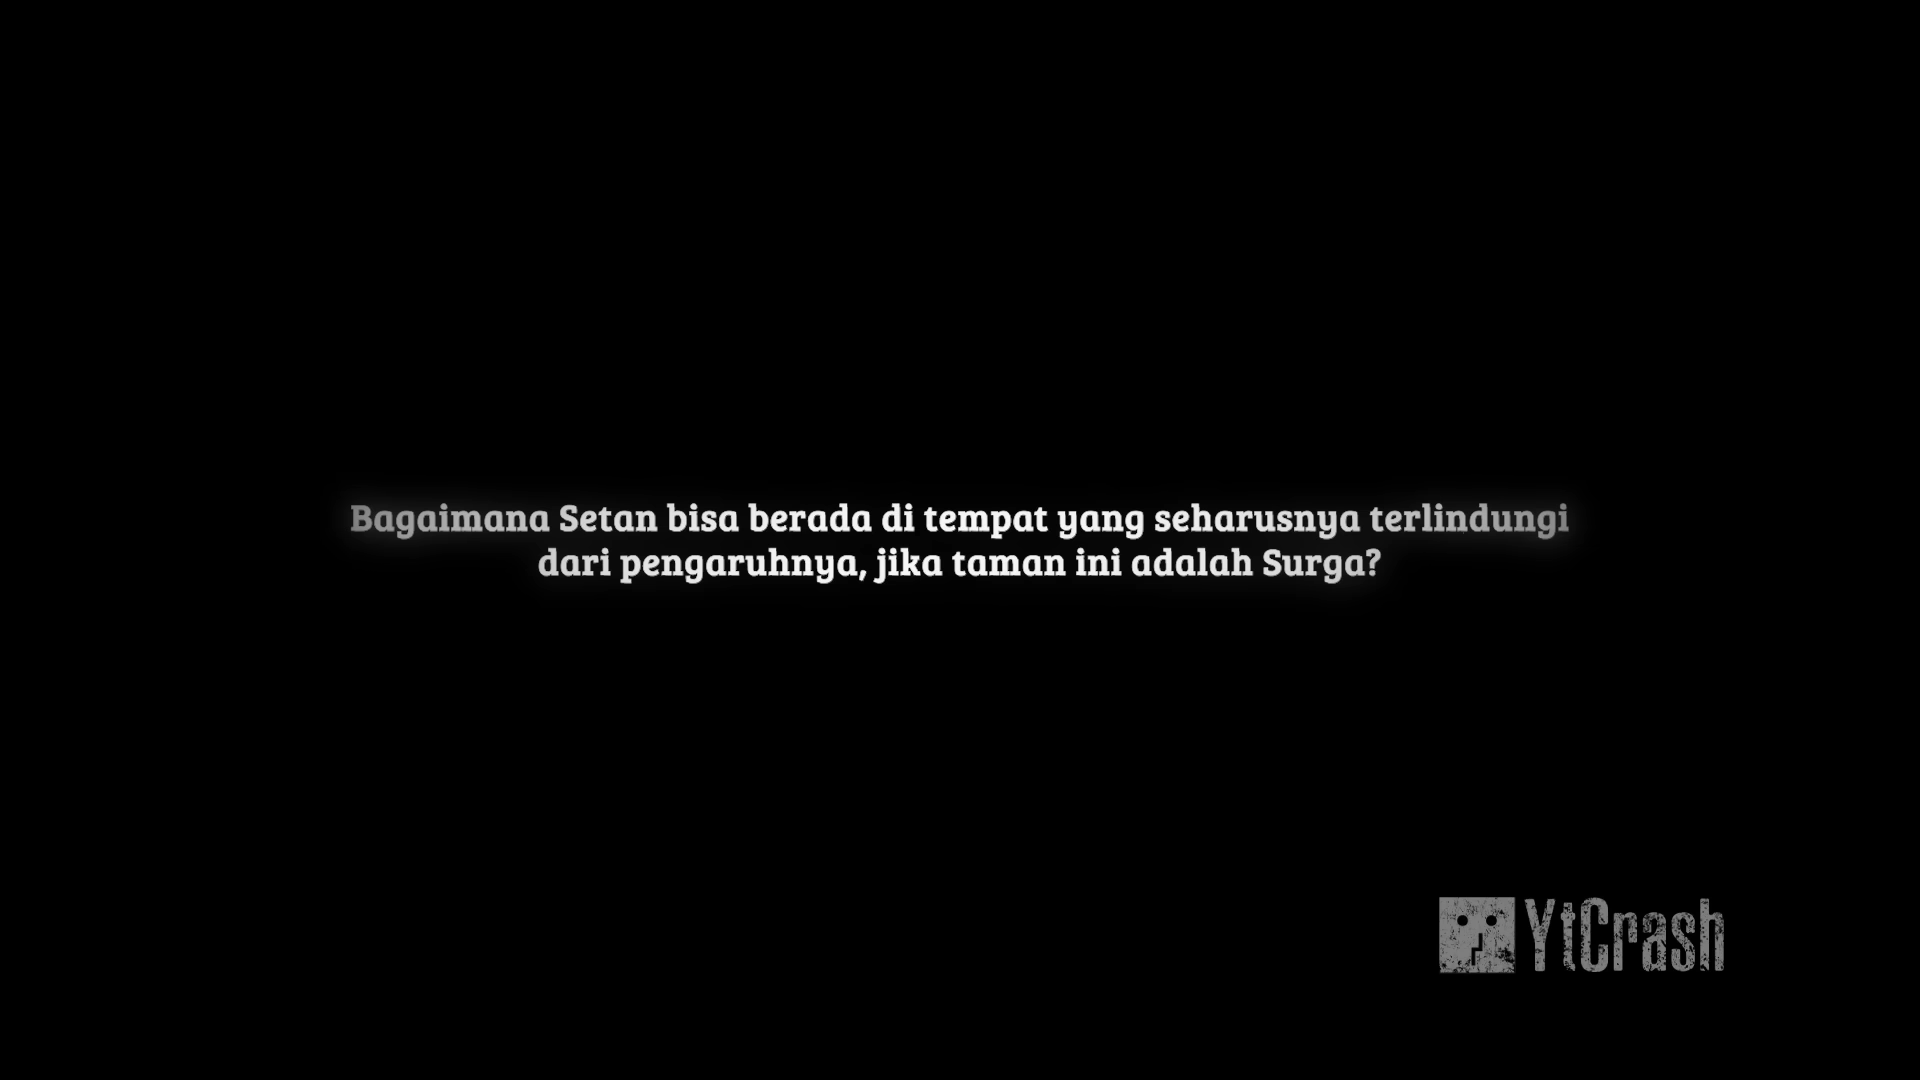 Bagaimana Setan bisa berada di tempat yang seharusnya terlindungi
dari pengaruhnya, jika taman ini adalah Surga?
YtCrash